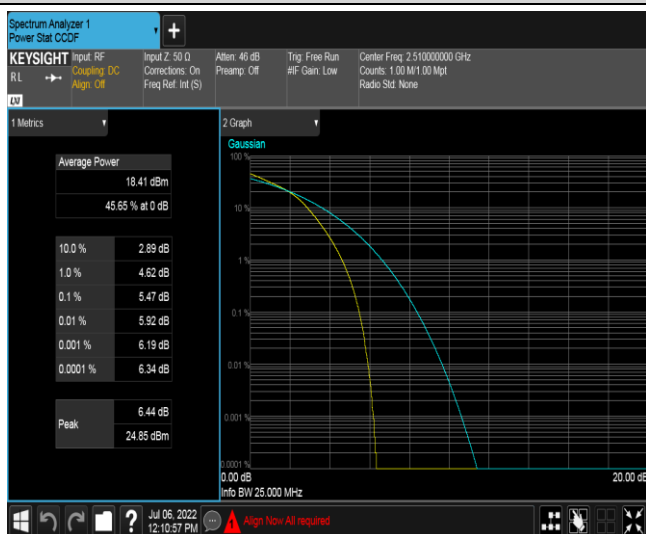 Spectrum Analyzer 1
Power Stat CCDF
+
KEYSIGHT
RL
LXI
Input: RF
Coupling: DC
Align: Off
Input Z: 50 Ω
Corrections: On
Freq Ref: Int (S)
Atten: 46 dB
Preamp: Off
Trig: Free Run
#IF Gain: Low
Center Freq: 2.510000000 GHz
Counts: 1.00 M/1.00 Mpt
Radio Std: None
1 Metrics
Average Power
18.41 dBm
45.65 % at 0 dB
10.0 % 2.89 dB
1.0 % 4.62 dB
0.1 % 5.47 dB
0.01 % 5.92 dB
0.001 % 6.19 dB
0.0001 % 6.34 dB
Peak
6.44 dB
24.85 dBm
2 Graph
Gaussian
100 %
10 %
1 %
0.1 %
0.01 %
0.001 %
0.0001 %
0.00 dB
20.00 dB
Info BW 25.000 MHz
?
Jul 06, 2022
12:10:57 PM
Align Now All required